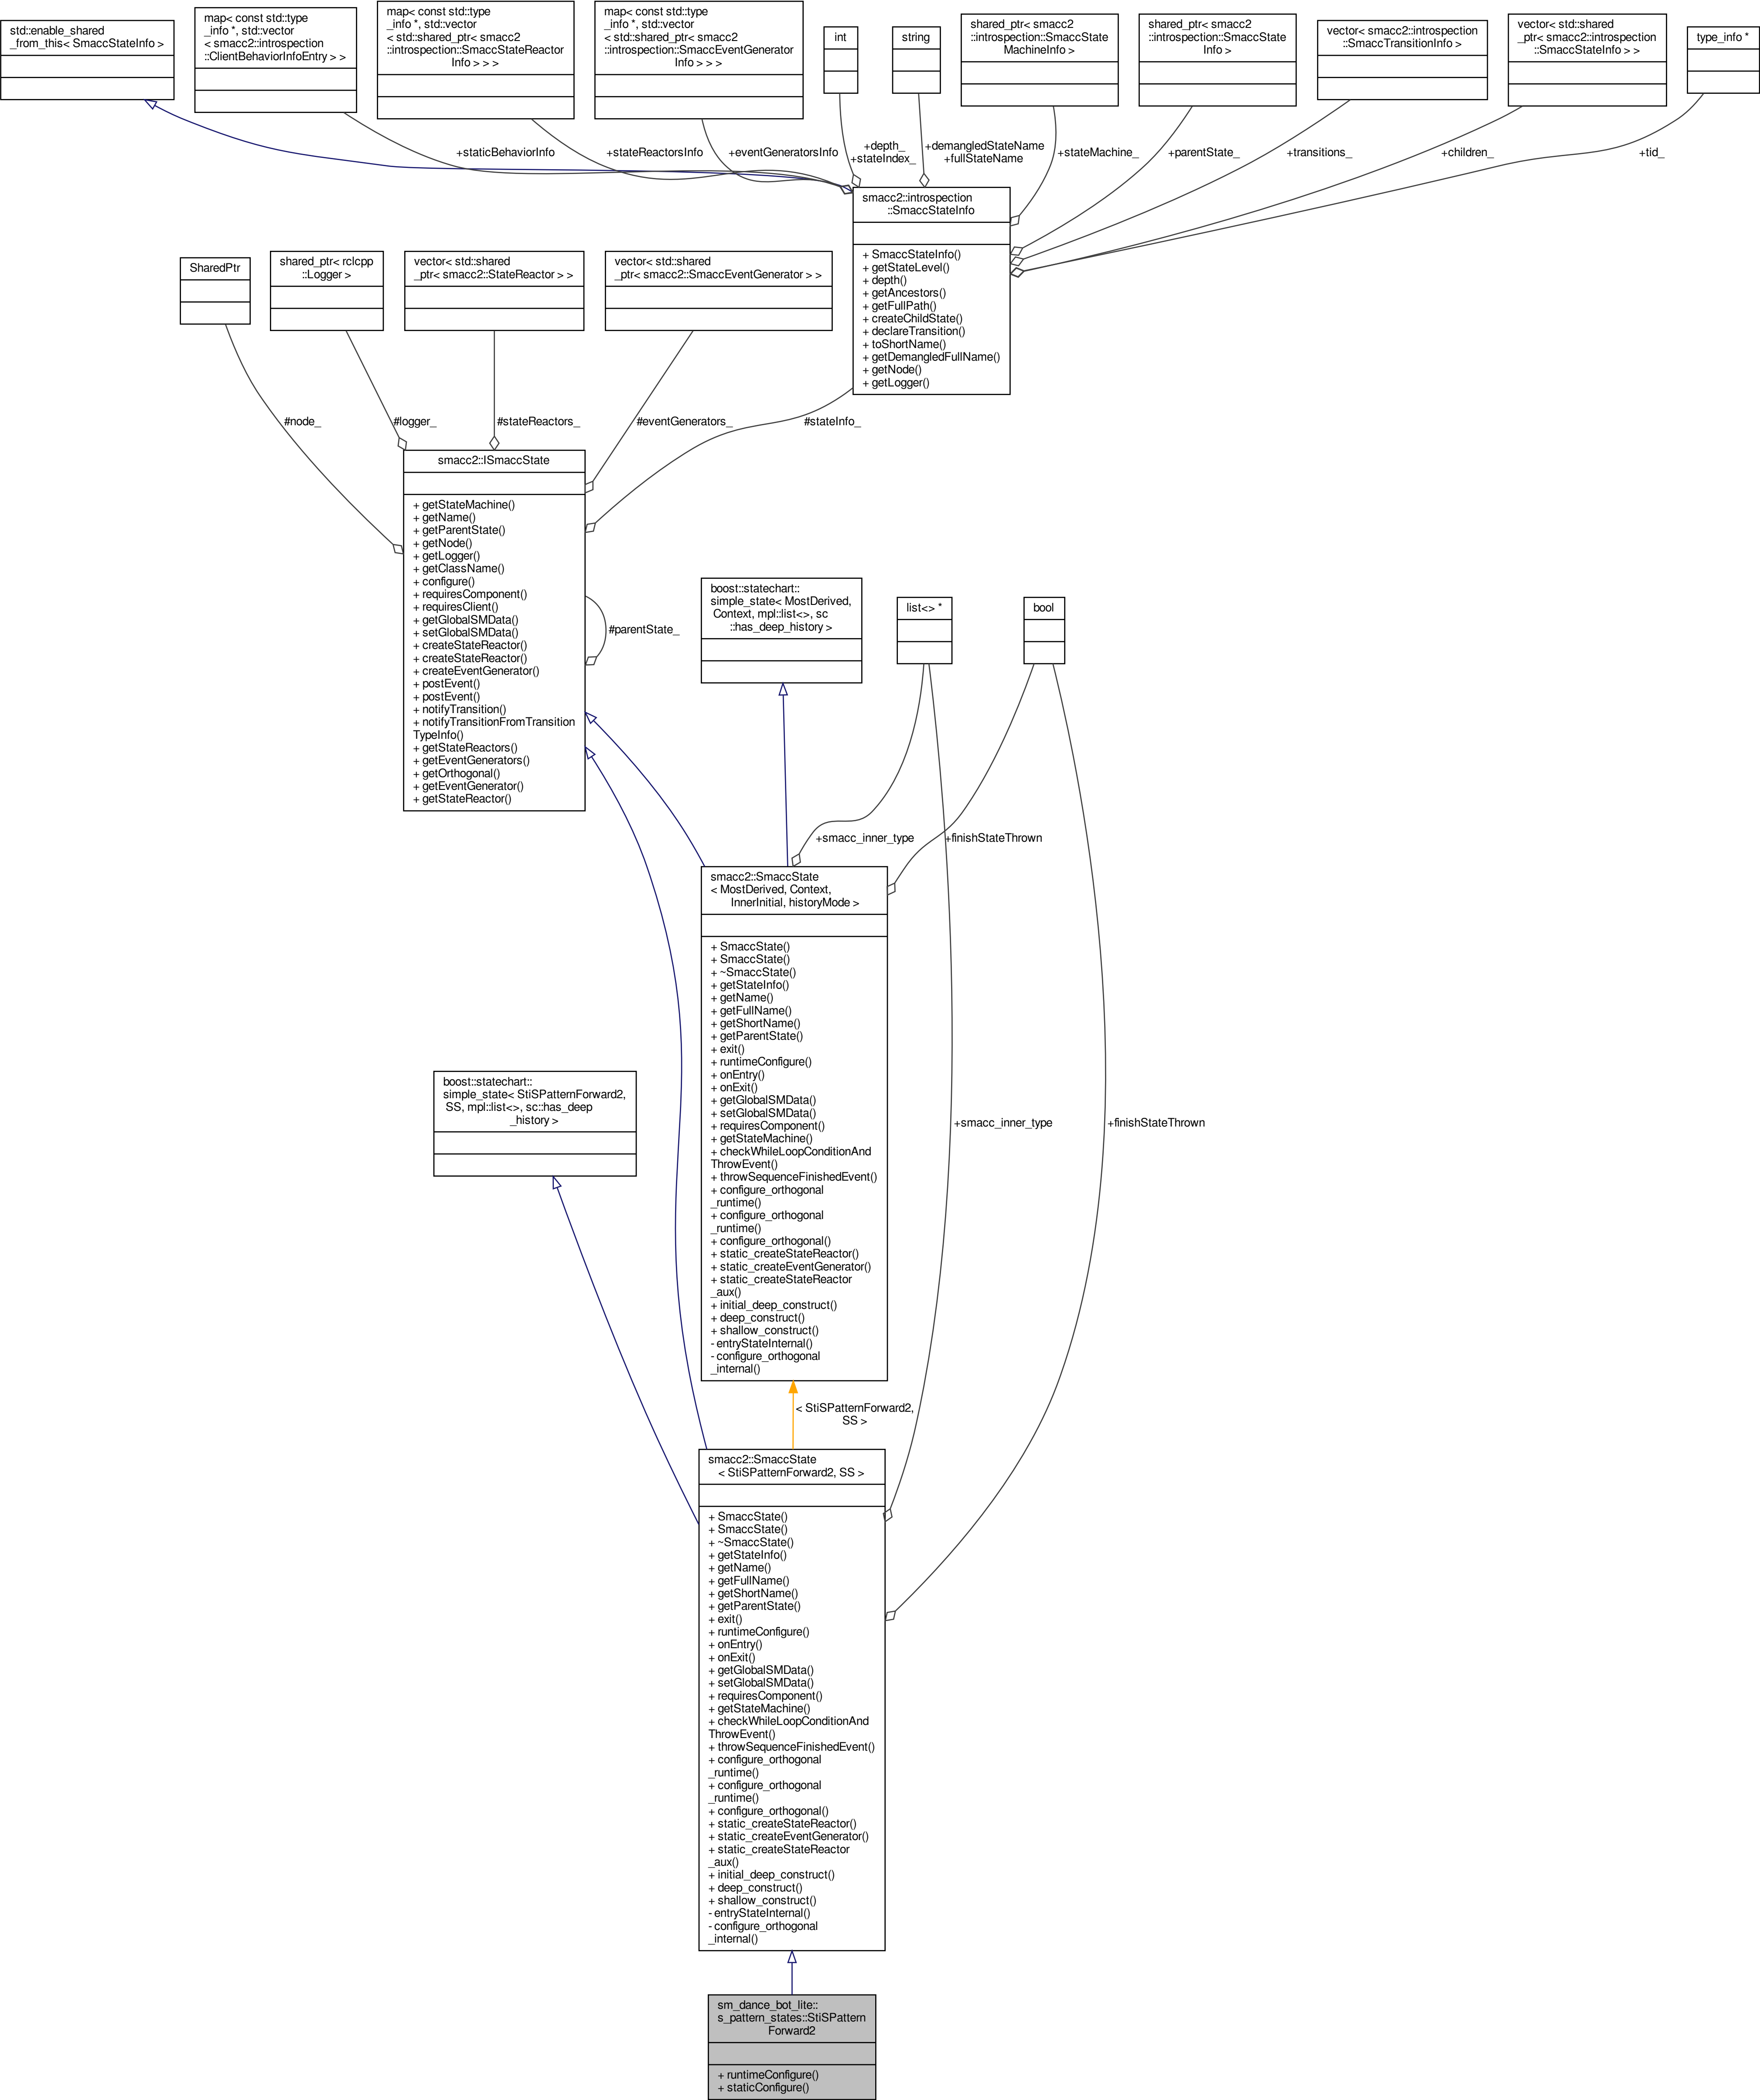 std::enable_shared
_from_this< SmaccStateInfo >
map< const std::type
_info *, std::vector
< smacc2::introspection
::ClientBehaviorInfoEntry > >
map< const std::type
_info *, std::vector
< std::shared_ptr< smacc2
::introspection::SmaccStateReactor
Info > > >
map< const std::type
_info *, std::vector
< std::shared_ptr< smacc2
::introspection::SmaccEventGenerator
Info > > >
int
string
shared_ptr< smacc2
::introspection::SmaccState
MachineInfo >
shared_ptr< smacc2
::introspection::SmaccState
Info >
vector< smacc2::introspection
::SmaccTransitionInfo >
vector< std::shared
_ptr< smacc2::introspection
::SmaccStateInfo > >
type_info *
+staticBehaviorInfo
+stateReactorsInfo
+eventGeneratorsInfo
+depth_
+stateIndex_
+demangledStateName
+fullStateName
+stateMachine_
+parentState_
+transitions_
+children_
+tid_
smacc2::introspection
::SmaccStateInfo
+ SmaccStateInfo()
+ getStateLevel()
+ depth()
+ getAncestors()
+ getFullPath()
+ createChildState()
+ declareTransition()
+ toShortName()
+ getDemangledFullName()
+ getNode()
+ getLogger()
SharedPtr
shared_ptr< rclcpp
::Logger >
vector< std::shared
_ptr< smacc2::StateReactor > >
vector< std::shared
_ptr< smacc2::SmaccEventGenerator > >
#node_
#logger_
#stateReactors_
#eventGenerators_
#stateInfo_
smacc2::ISmaccState
+ getStateMachine()
+ getName()
+ getParentState()
+ getNode()
+ getLogger()
+ getClassName()
+ configure()
+ requiresComponent()
+ requiresClient()
+ getGlobalSMData()
+ setGlobalSMData()
+ createStateReactor()
+ createStateReactor()
+ createEventGenerator()
+ postEvent()
+ postEvent()
+ notifyTransition()
+ notifyTransitionFromTransition
TypeInfo()
+ getStateReactors()
+ getEventGenerators()
+ getOrthogonal()
+ getEventGenerator()
+ getStateReactor()
#parentState_
boost::statechart::
simple_state< MostDerived,
Context, mpl::list<>, sc
::has_deep_history >
list<> *
bool
+smacc_inner_type
+finishStateThrown
smacc2::SmaccState
< MostDerived, Context,
InnerInitial, historyMode >
+ SmaccState()
+ SmaccState()
+ ~SmaccState()
+ getStateInfo()
+ getName()
+ getFullName()
+ getShortName()
+ getParentState()
+ exit()
+ runtimeConfigure()
+ onEntry()
+ onExit()
+ getGlobalSMData()
+ setGlobalSMData()
+ requiresComponent()
+ getStateMachine()
+ checkWhileLoopConditionAnd
ThrowEvent()
+ throwSequenceFinishedEvent()
+ configure_orthogonal
_runtime()
+ configure_orthogonal
_runtime()
+ configure_orthogonal()
+ static_createStateReactor()
+ static_createEventGenerator()
+ static_createStateReactor
_aux()
+ initial_deep_construct()
+ deep_construct()
+ shallow_construct()
- entryStateInternal()
- configure_orthogonal
_internal()
boost::statechart::
simple_state< StiSPatternForward2,
SS, mpl::list<>, sc::has_deep
_history >
+smacc_inner_type
+finishStateThrown
< StiSPatternForward2,
SS >
smacc2::SmaccState
< StiSPatternForward2, SS >
+ SmaccState()
+ SmaccState()
+ ~SmaccState()
+ getStateInfo()
+ getName()
+ getFullName()
+ getShortName()
+ getParentState()
+ exit()
+ runtimeConfigure()
+ onEntry()
+ onExit()
+ getGlobalSMData()
+ setGlobalSMData()
+ requiresComponent()
+ getStateMachine()
+ checkWhileLoopConditionAnd
ThrowEvent()
+ throwSequenceFinishedEvent()
+ configure_orthogonal
_runtime()
+ configure_orthogonal
_runtime()
+ configure_orthogonal()
+ static_createStateReactor()
+ static_createEventGenerator()
+ static_createStateReactor
_aux()
+ initial_deep_construct()
+ deep_construct()
+ shallow_construct()
- entryStateInternal()
- configure_orthogonal
_internal()
sm_dance_bot_lite::
s_pattern_states::StiSPattern
Forward2
+ runtimeConfigure()
+ staticConfigure()